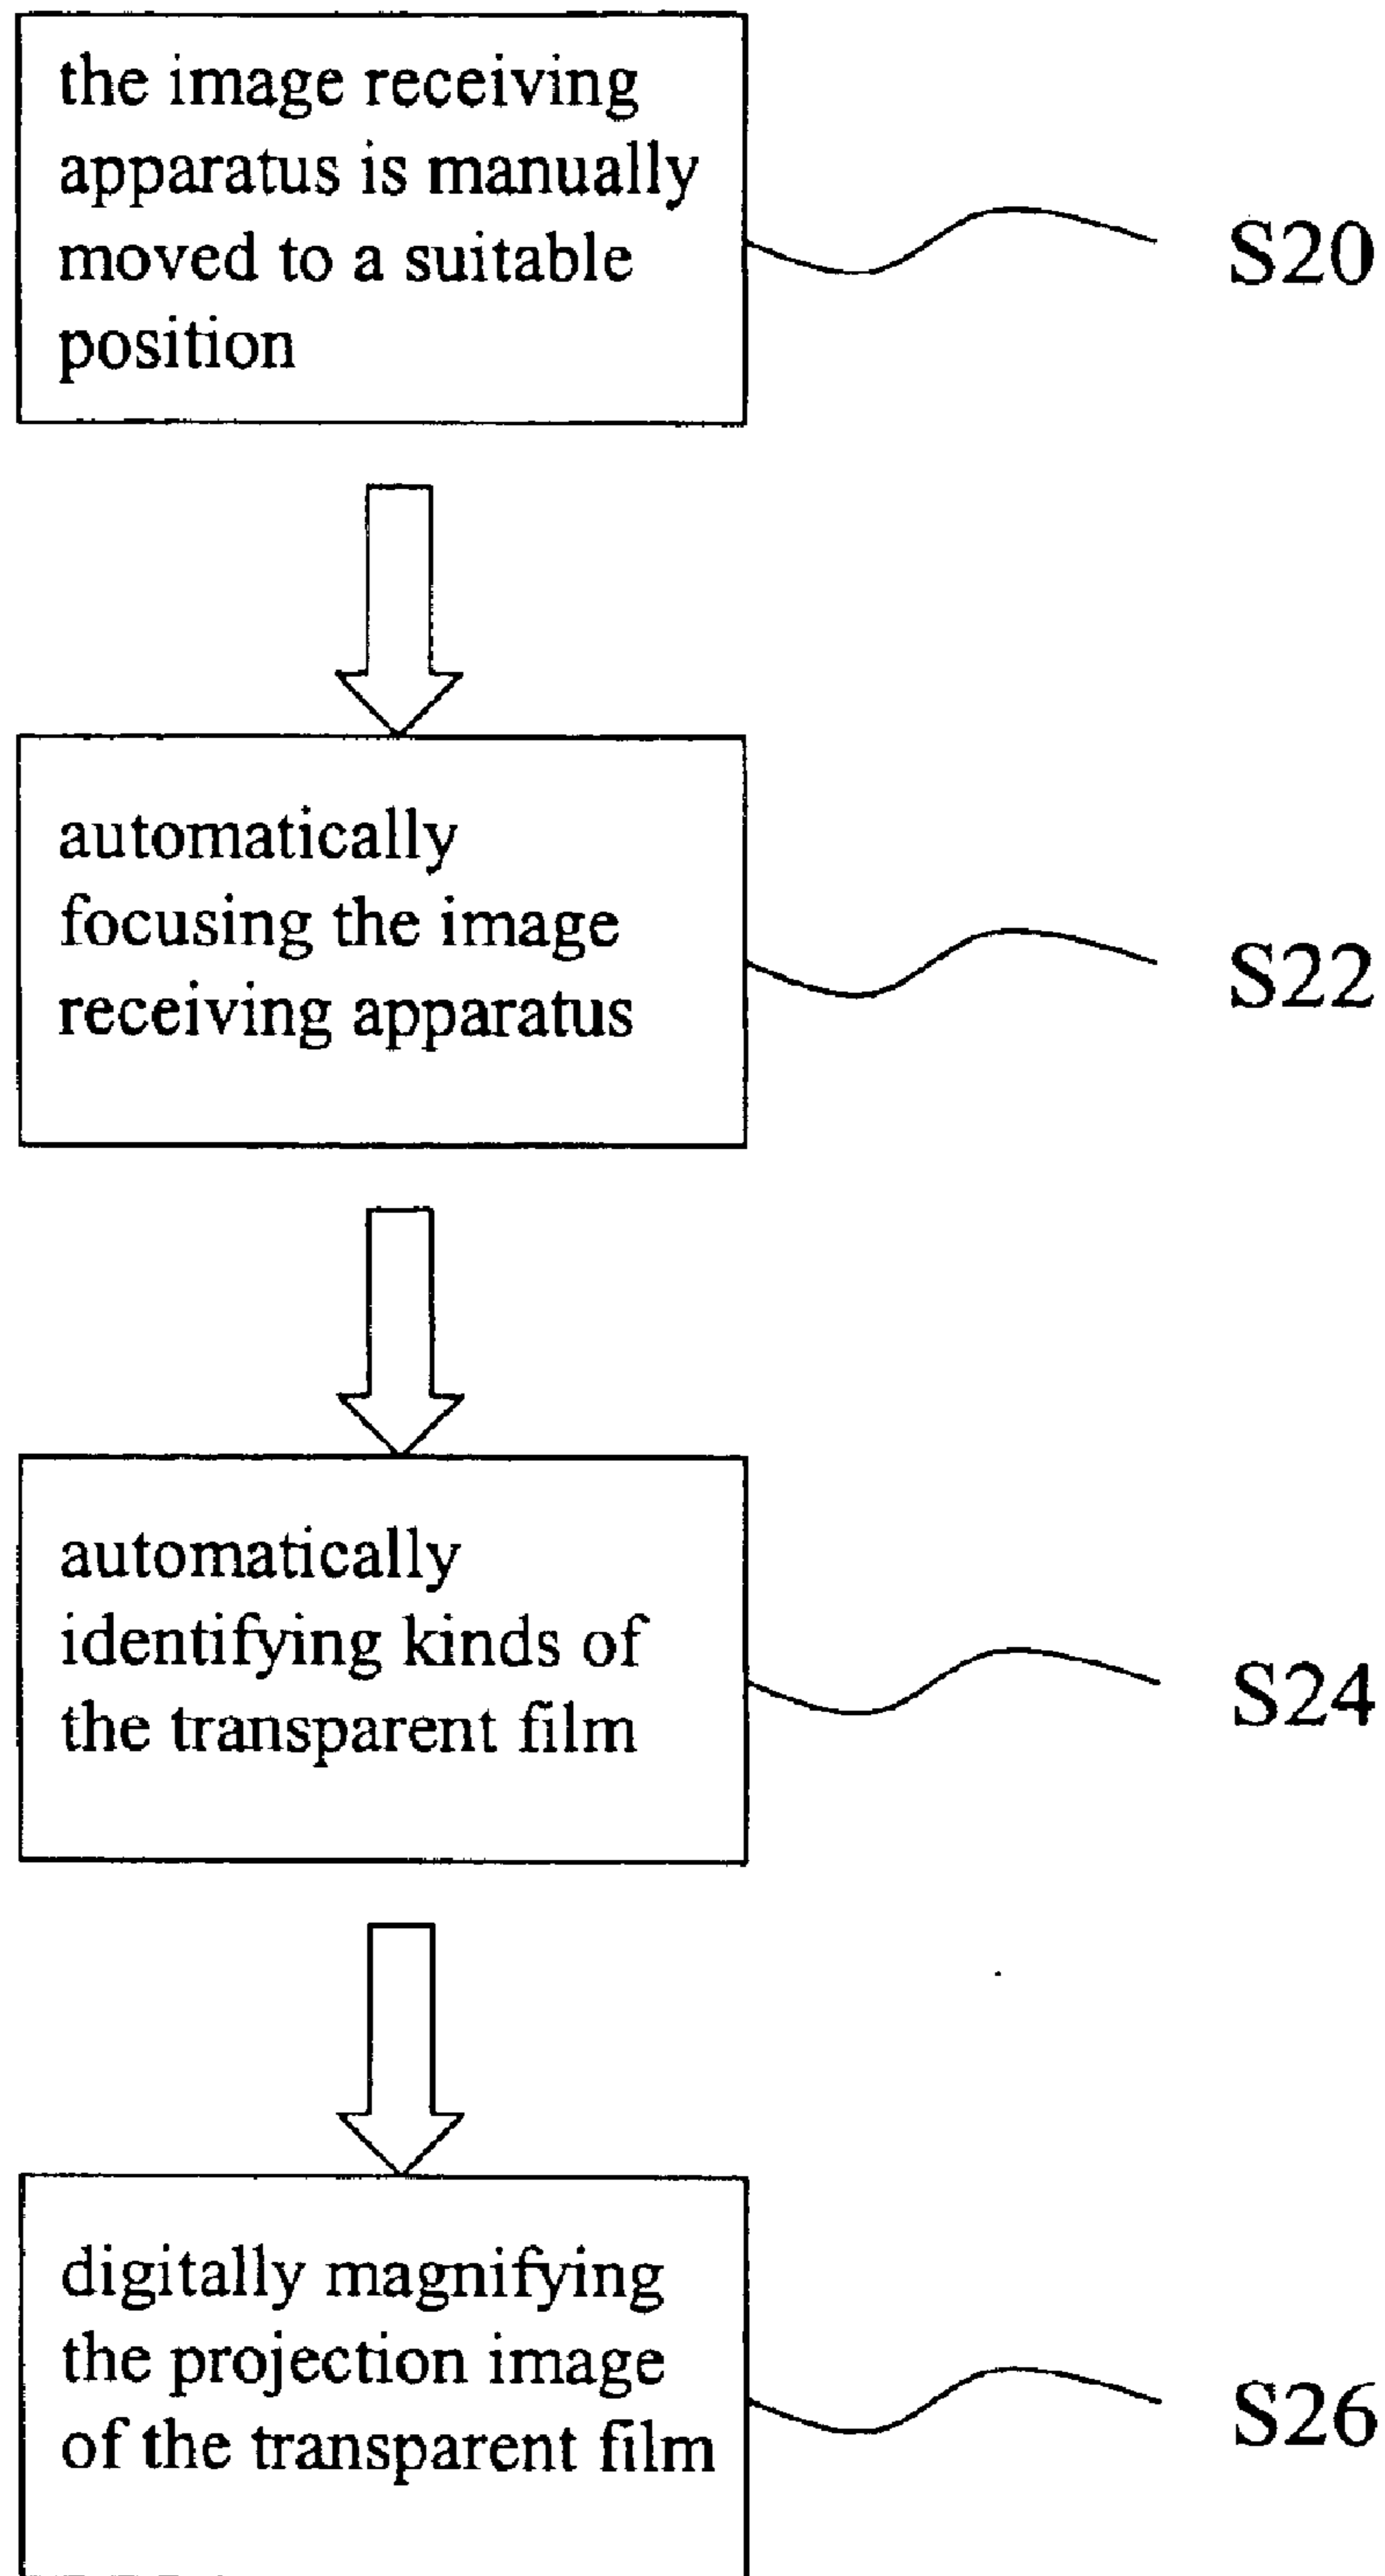 the image receiving
apparatus is manually
moved to a suitable
position
S20
automatically
focusing the image
receiving apparatus
S22
automatically
identifying kinds of
the transparent film
S24
digitally magnifying
the projection image
of the transparent film
S26